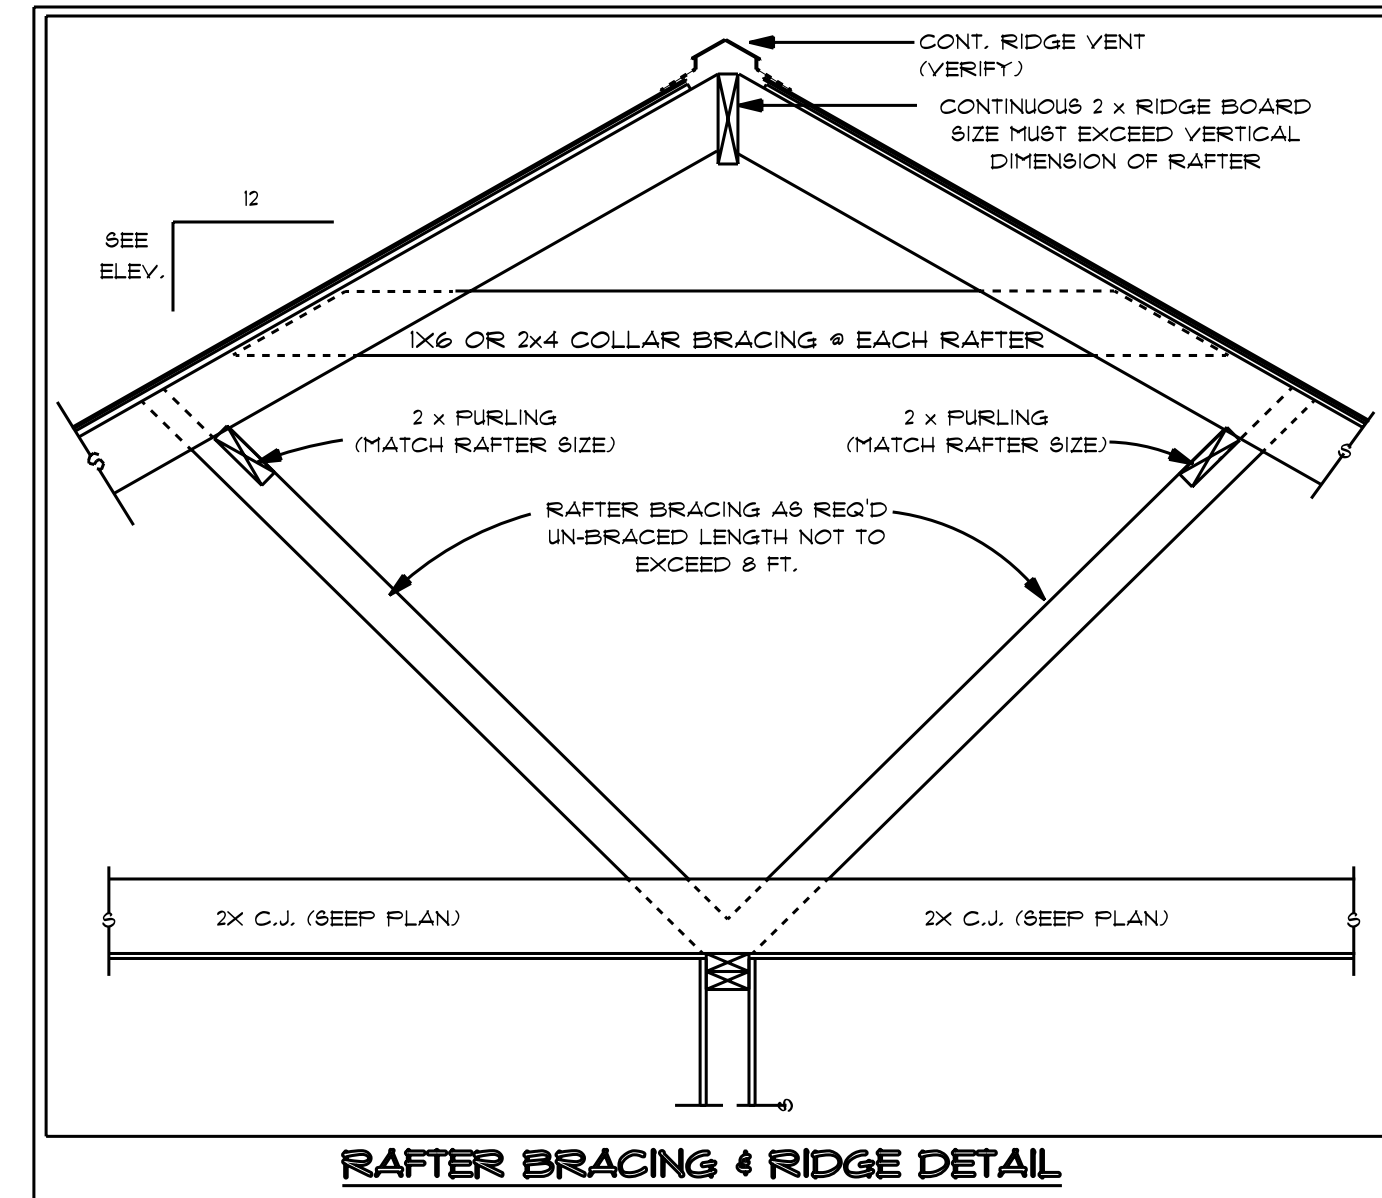 CONT. RIDGE VENT
(VERIFY)
CONTINUOUS 2 x RIDGE BOARD
SIZE MUST EXCEED VERTICAL
DIMENSION OF RAFTER
12
SEE
ELEV.
1X6 OR 2x4 COLLAR BRACING @ EACH RAFTER
2 x PURLING
(MATCH RAFTER SIZE)
2 x PURLING
(MATCH RAFTER SIZE)
S
S
RAFTER BRACING AS REQ'D
UN-BRACED LENGTH NOT TO
EXCEED 8 FT.
S
2X C.J. (SEEP PLAN)
2X C.J. (SEEP PLAN)
S
S
RAFTER BRACING & RIDGE DETAIL